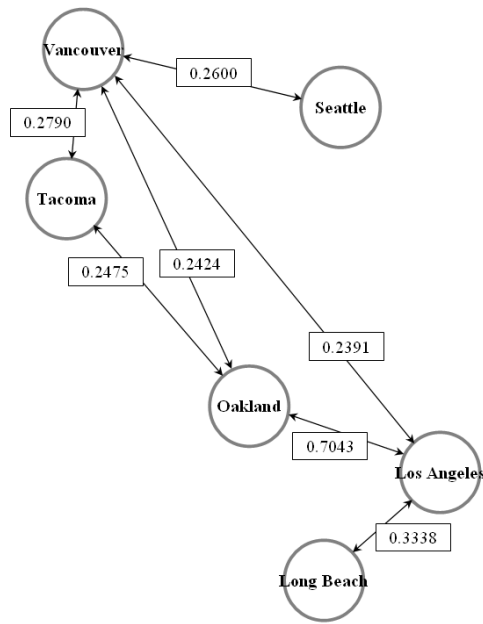 Vancouver
0.2600
Seattle
0.2790
Tacoma
0.2475
0.2424
0.2391
Oakland
0.7043
Los Angeles
0.3338
Long Beach